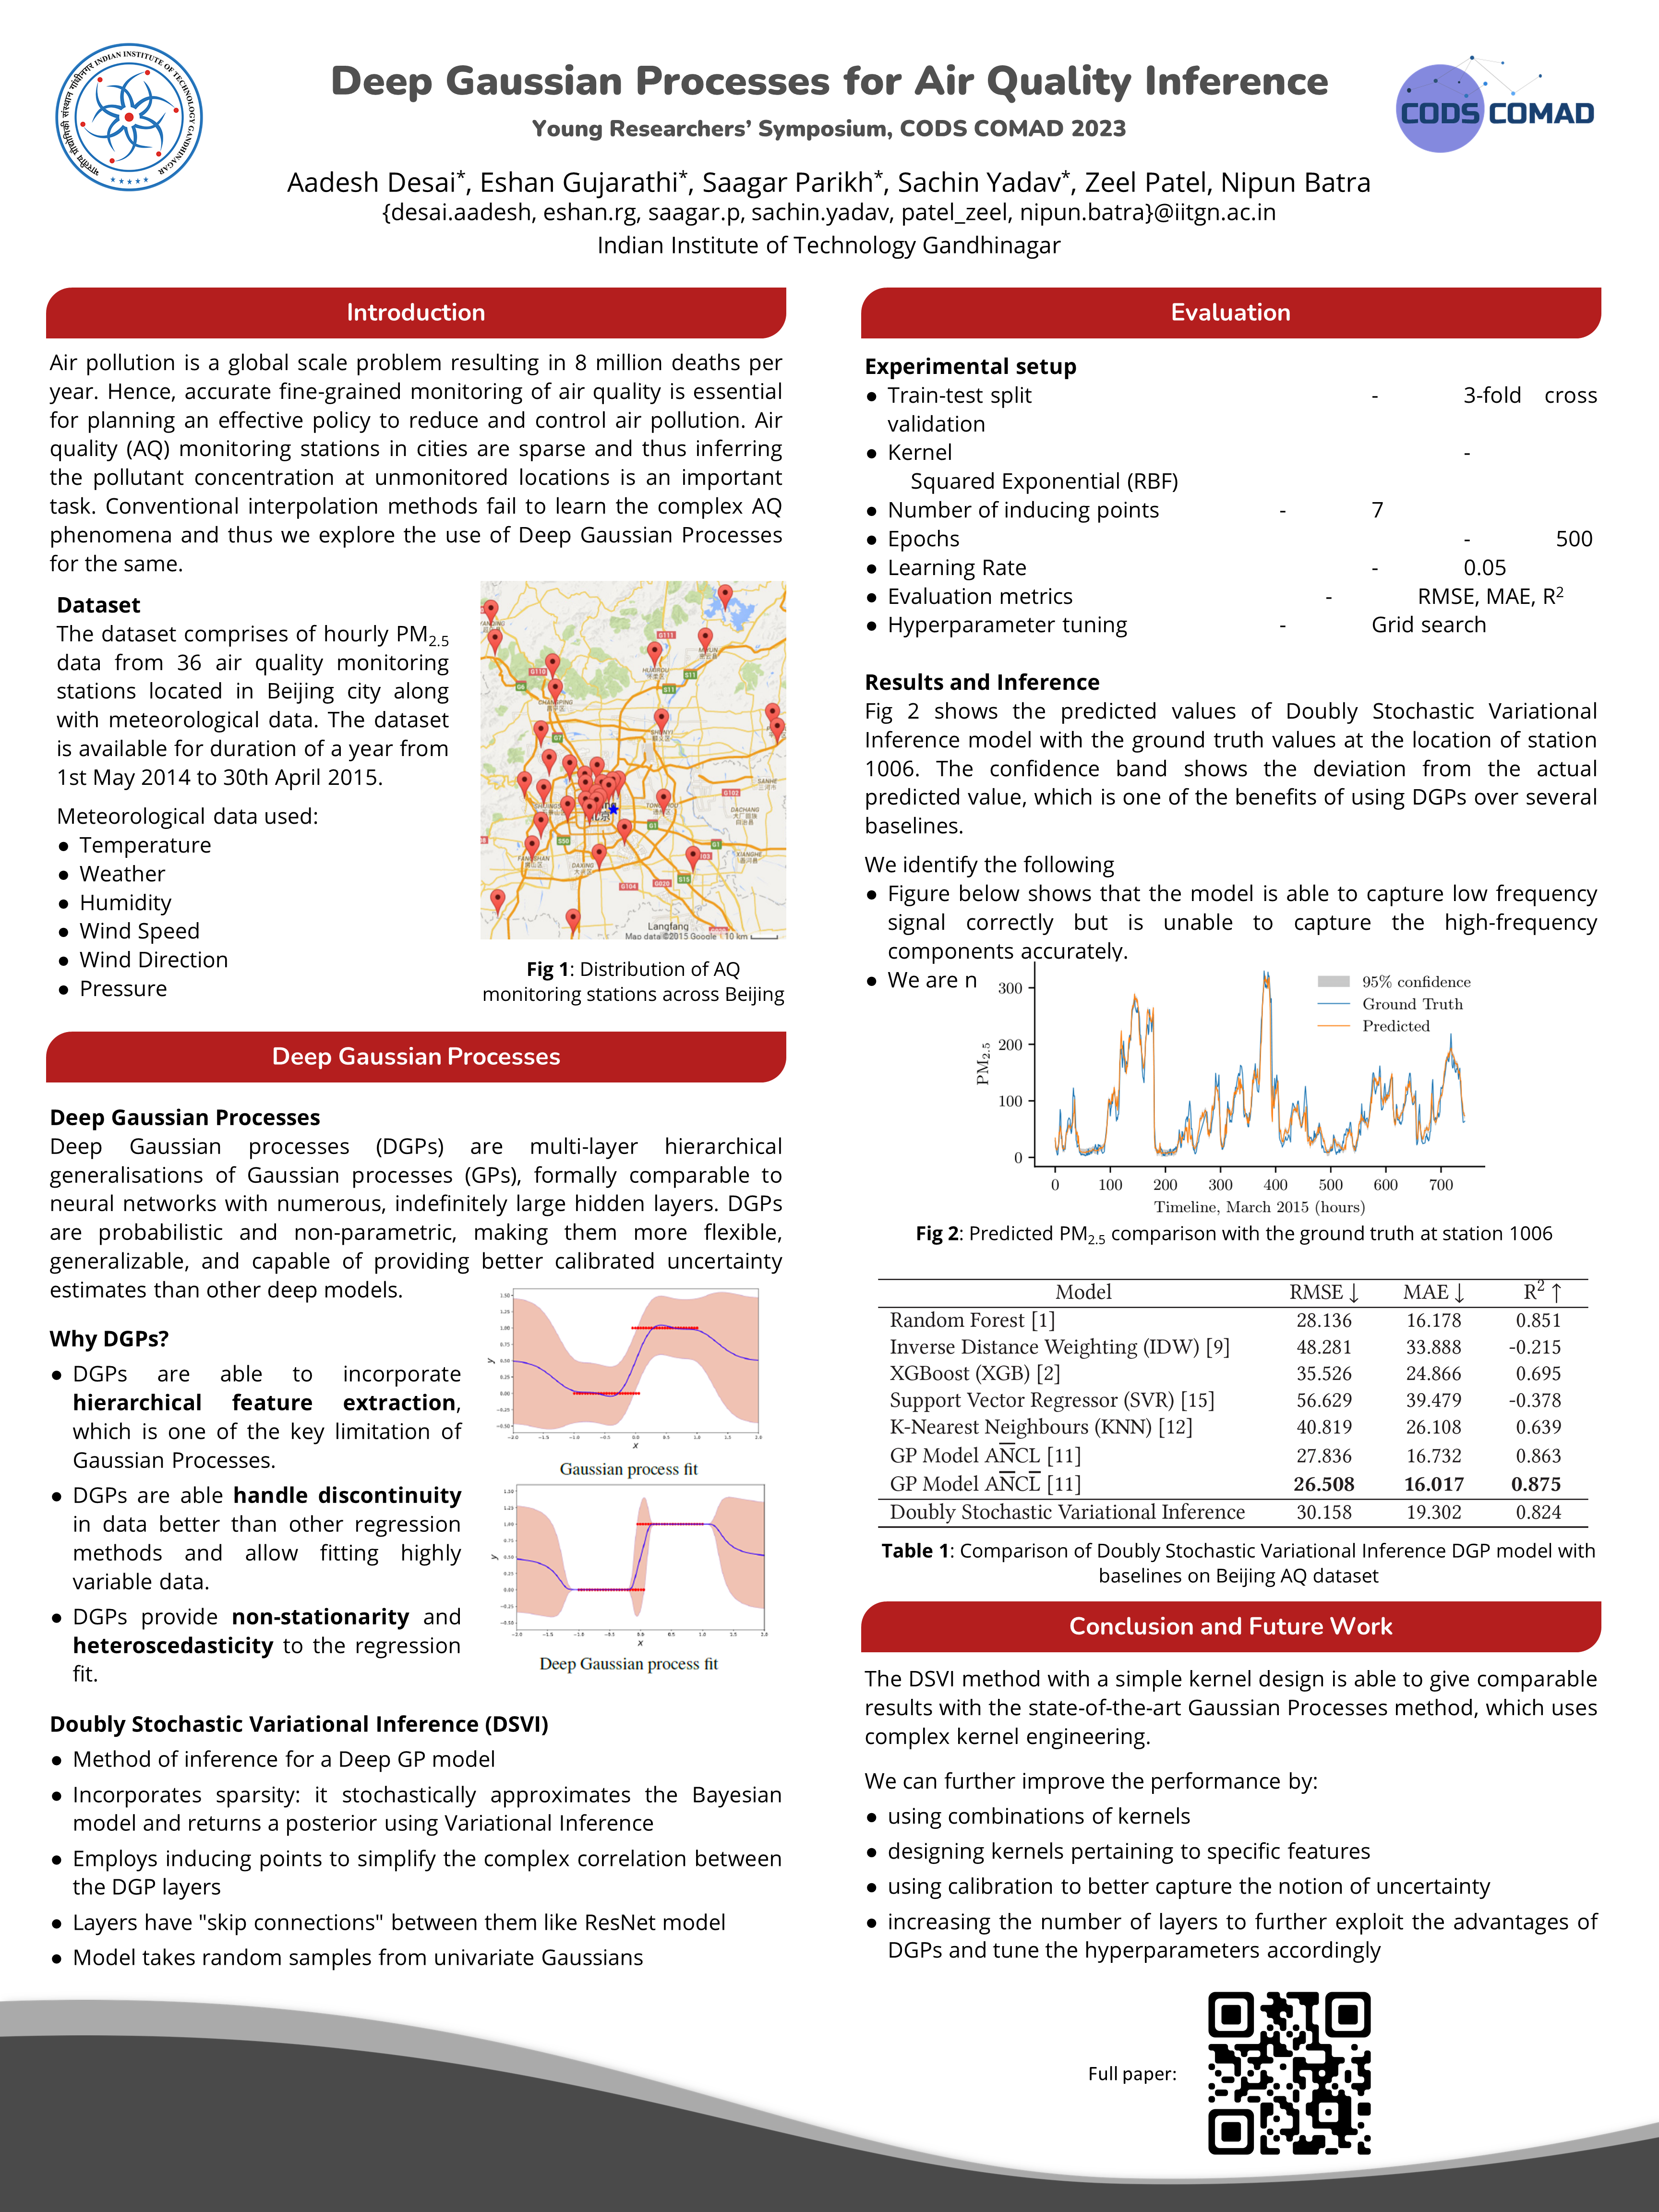 Deep Gaussian Processes for Air Quality Inference
Young Researchers' Symposium, CODS COMAD 2023
CODS COMAD
भारतीय प्रौद्योगिकी संस्थान गांधीनगर INDIAN INSTITUTE OF TECHNOLOGY GANDHINAGAR
Aadesh Desai*, Eshan Gujarathi*, Saagar Parikh*, Sachin Yadav*, Zeel Patel, Nipun Batra
{desai.aadesh, eshan.rg, saagar.p, sachin.yadav, patel_zeel, nipun.batra}@iitgn.ac.in
Indian Institute of Technology Gandhinagar
Introduction
Air pollution is a global scale problem resulting in 8 million deaths per
year. Hence, accurate fine-grained monitoring of air quality is essential
for planning an effective policy to reduce and control air pollution. Air
quality (AQ) monitoring stations in cities are sparse and thus inferring
the pollutant concentration at unmonitored locations is an important
task. Conventional interpolation methods fail to learn the complex AQ
phenomena and thus we explore the use of Deep Gaussian Processes
for the same.
Dataset
The dataset comprises of hourly PM2.5
data from 36 air quality monitoring
stations located in Beijing city along
with meteorological data. The dataset
is available for duration of a year from
1st May 2014 to 30th April 2015.
Meteorological data used:
● Temperature
● Weather
● Humidity
● Wind Speed
● Wind Direction
● Pressure
G111
G110
S11
G102
G104
Langfang
Map data ©2015 Google 10 km
Fig 1: Distribution of AQ
monitoring stations across Beijing
Deep Gaussian Processes
Deep Gaussian Processes
Deep Gaussian processes (DGPs) are multi-layer hierarchical
generalisations of Gaussian processes (GPs), formally comparable to
neural networks with numerous, indefinitely large hidden layers. DGPs
are probabilistic and non-parametric, making them more flexible,
generalizable, and capable of providing better calibrated uncertainty
estimates than other deep models.
Why DGPs?
● DGPs are able to incorporate
hierarchical feature extraction,
which is one of the key limitation of
Gaussian Processes.
● DGPs are able handle discontinuity
in data better than other regression
methods and allow fitting highly
variable data.
● DGPs provide non-stationarity and
heteroscedasticity to the regression
fit.
y
x
Gaussian process fit
y
x
Deep Gaussian process fit
Doubly Stochastic Variational Inference (DSVI)
● Method of inference for a Deep GP model
● Incorporates sparsity: it stochastically approximates the Bayesian
model and returns a posterior using Variational Inference
● Employs inducing points to simplify the complex correlation between
the DGP layers
● Layers have "skip connections" between them like ResNet model
● Model takes random samples from univariate Gaussians
Evaluation
Experimental setup
● Train-test split - 3-fold cross
validation
● Kernel -
Squared Exponential (RBF)
● Number of inducing points - 7
● Epochs - 500
● Learning Rate - 0.05
● Evaluation metrics - RMSE, MAE, R2
● Hyperparameter tuning - Grid search
Results and Inference
Fig 2 shows the predicted values of Doubly Stochastic Variational
Inference model with the ground truth values at the location of station
1006. The confidence band shows the deviation from the actual
predicted value, which is one of the benefits of using DGPs over several
baselines.
We identify the following
● Figure below shows that the model is able to capture low frequency
signal correctly but is unable to capture the high-frequency
components accurately.
● We are n
300
200
100
0
PM2.5
95% confidence
Ground Truth
Predicted
0 100 200 300 400 500 600 700
Timeline, March 2015 (hours)
Fig 2: Predicted PM2.5 comparison with the ground truth at station 1006
Model RMSE ↓ MAE ↓ R2 ↑
Random Forest [1] 28.136 16.178 0.851
Inverse Distance Weighting (IDW) [9] 48.281 33.888 -0.215
XGBoost (XGB) [2] 35.526 24.866 0.695
Support Vector Regressor (SVR) [15] 56.629 39.479 -0.378
K-Nearest Neighbours (KNN) [12] 40.819 26.108 0.639
GP Model AN̅CL [11] 27.836 16.732 0.863
GP Model AN̅CL̅ [11] 26.508 16.017 0.875
Doubly Stochastic Variational Inference 30.158 19.302 0.824
Table 1: Comparison of Doubly Stochastic Variational Inference DGP model with
baselines on Beijing AQ dataset
Conclusion and Future Work
The DSVI method with a simple kernel design is able to give comparable
results with the state-of-the-art Gaussian Processes method, which uses
complex kernel engineering.
We can further improve the performance by:
● using combinations of kernels
● designing kernels pertaining to specific features
● using calibration to better capture the notion of uncertainty
● increasing the number of layers to further exploit the advantages of
DGPs and tune the hyperparameters accordingly
Full paper: